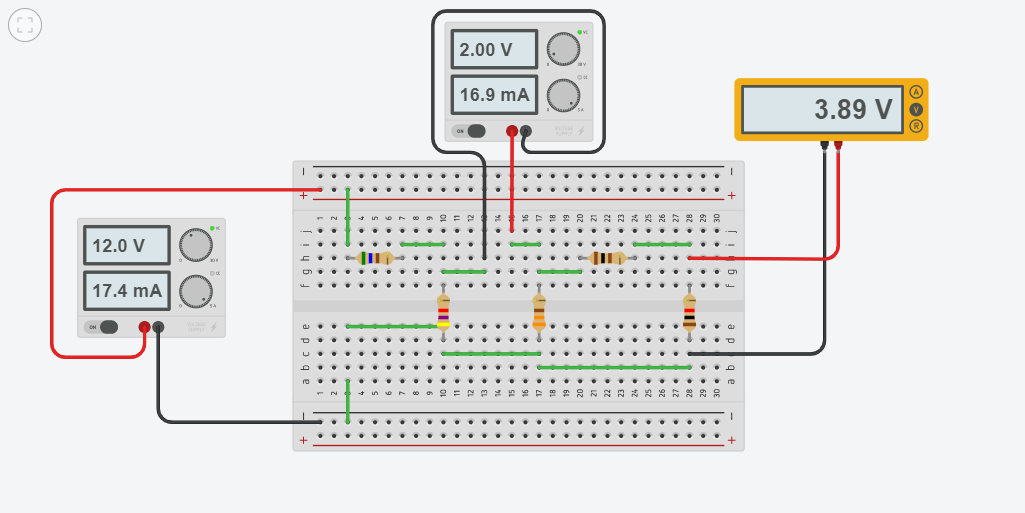 2.00 V
16.9 mA
ON
3.89 V
A
V
R
12.0 V
17.4 mA
ON
−
+
−
+
1 2 3 4 5 6 7 8 9 10 11 12 13 14 15 16 17 18 19 20 21 22 23 24 25 26 27 28 29 30
j j
i i
h h
g g
f f
e e
d d
c c
b b
a a
1 2 3 4 5 6 7 8 9 10 11 12 13 14 15 16 17 18 19 20 21 22 23 24 25 26 27 28 29 30
−
+
−
+